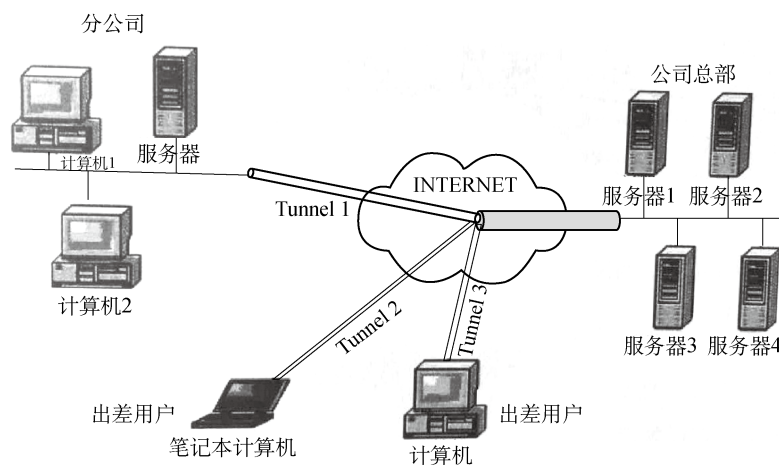 分公司
公司总部
计算机1
服务器
INTERNET
服务器1
服务器2
Tunnel 1
计算机2
Tunnel 2
Tunnel 3
服务器3
服务器4
出差用户
笔记本计算机
出差用户
计算机